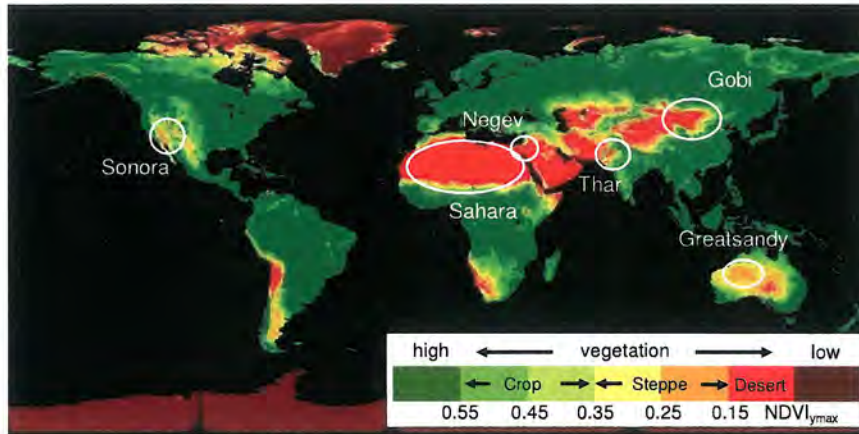 Gobi
Negev
Sonora
Thar
Sahara
Greatsandy
high vegetation low
Crop Steppe Desert
0.55 0.45 0.35 0.25 0.15 NDVIymax